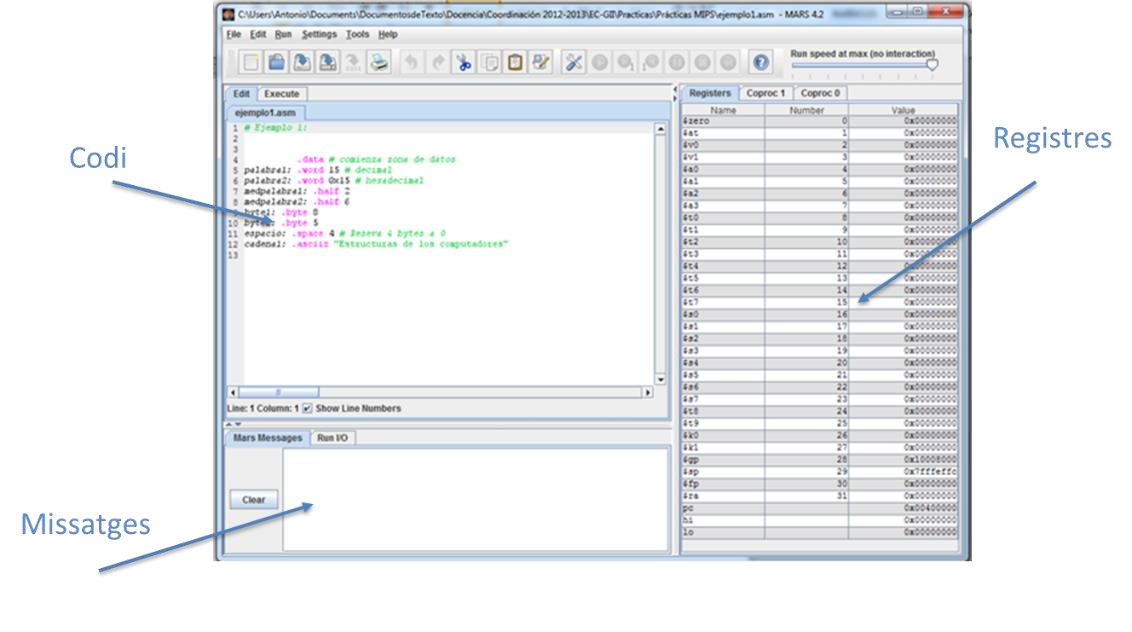 C:\Users\Antonio\Documents\DocumentosdeTexto\Docencia\Coordinación 2012-2013\EC-GII\Practicas\Prácticas MIPS\ejemplo1.asm - MARS 4.2
File Edit Run Settings Tools Help
Run speed at max (no interaction)
Edit Execute
ejemplo1.asm
1 # Ejemplo 1:
2
3
4 .data # comienza zona de datos
5 palabra1: .word 15 # decimal
6 palabra2: .word 0x15 # hexadecimal
7 medpalabra1: .half 2
8 medpalabra2: .half 6
9 byte1: .byte 8
10 byte2: .byte 5
11 espacio: .space 4 # Reserva 4 bytes a 0
12 cadena1: .asciiz "Estructuras de los computadores"
13
Line: 1 Column: 1 Show Line Numbers
Mars Messages Run I/O
Clear
Registers Coproc 1 Coproc 0
Name Number Value
$zero 0 0x00000000
$at 1 0x00000000
$v0 2 0x00000000
$v1 3 0x00000000
$a0 4 0x00000000
$a1 5 0x00000000
$a2 6 0x00000000
$a3 7 0x00000000
$t0 8 0x00000000
$t1 9 0x00000000
$t2 10 0x00000000
$t3 11 0x00000000
$t4 12 0x00000000
$t5 13 0x00000000
$t6 14 0x00000000
$t7 15 0x00000000
$s0 16 0x00000000
$s1 17 0x00000000
$s2 18 0x00000000
$s3 19 0x00000000
$s4 20 0x00000000
$s5 21 0x00000000
$s6 22 0x00000000
$s7 23 0x00000000
$t8 24 0x00000000
$t9 25 0x00000000
$k0 26 0x00000000
$k1 27 0x00000000
$gp 28 0x10008000
$sp 29 0x7fffeffc
$fp 30 0x00000000
$ra 31 0x00000000
pc 0x00400000
hi 0x00000000
lo 0x00000000
Codi
Registres
Missatges